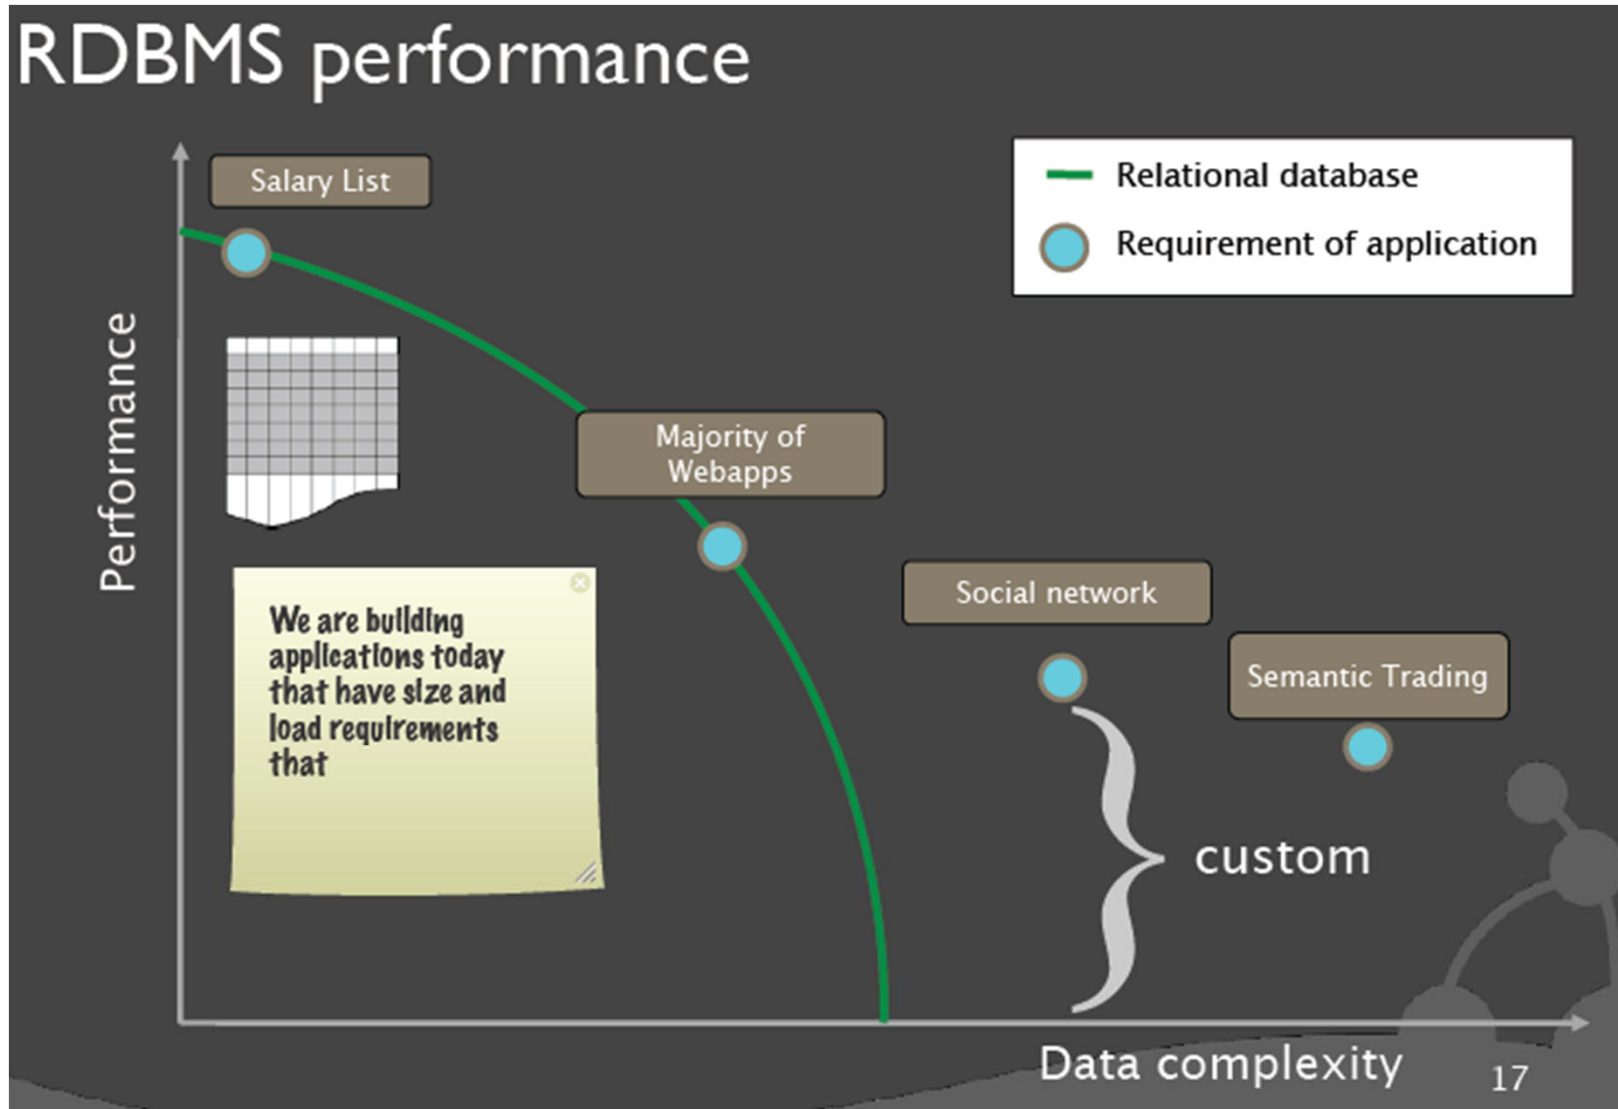 RDBMS performance
Salary List
Relational database
Requirement of application
Performance
Majority of
Webapps
We are building
applications today
that have size and
load requirements
that
Social network
Semantic Trading
custom
Data complexity
17